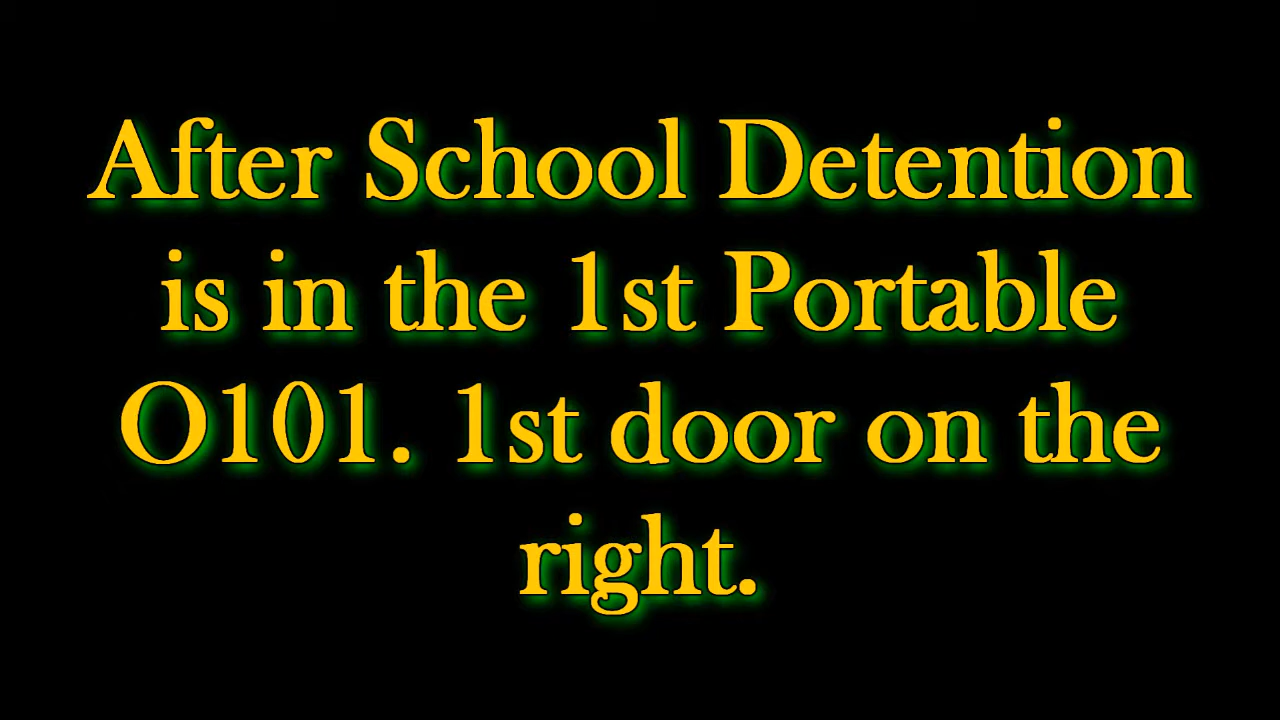 After School Detention
is in the 1st Portable
O101. 1st door on the
right.